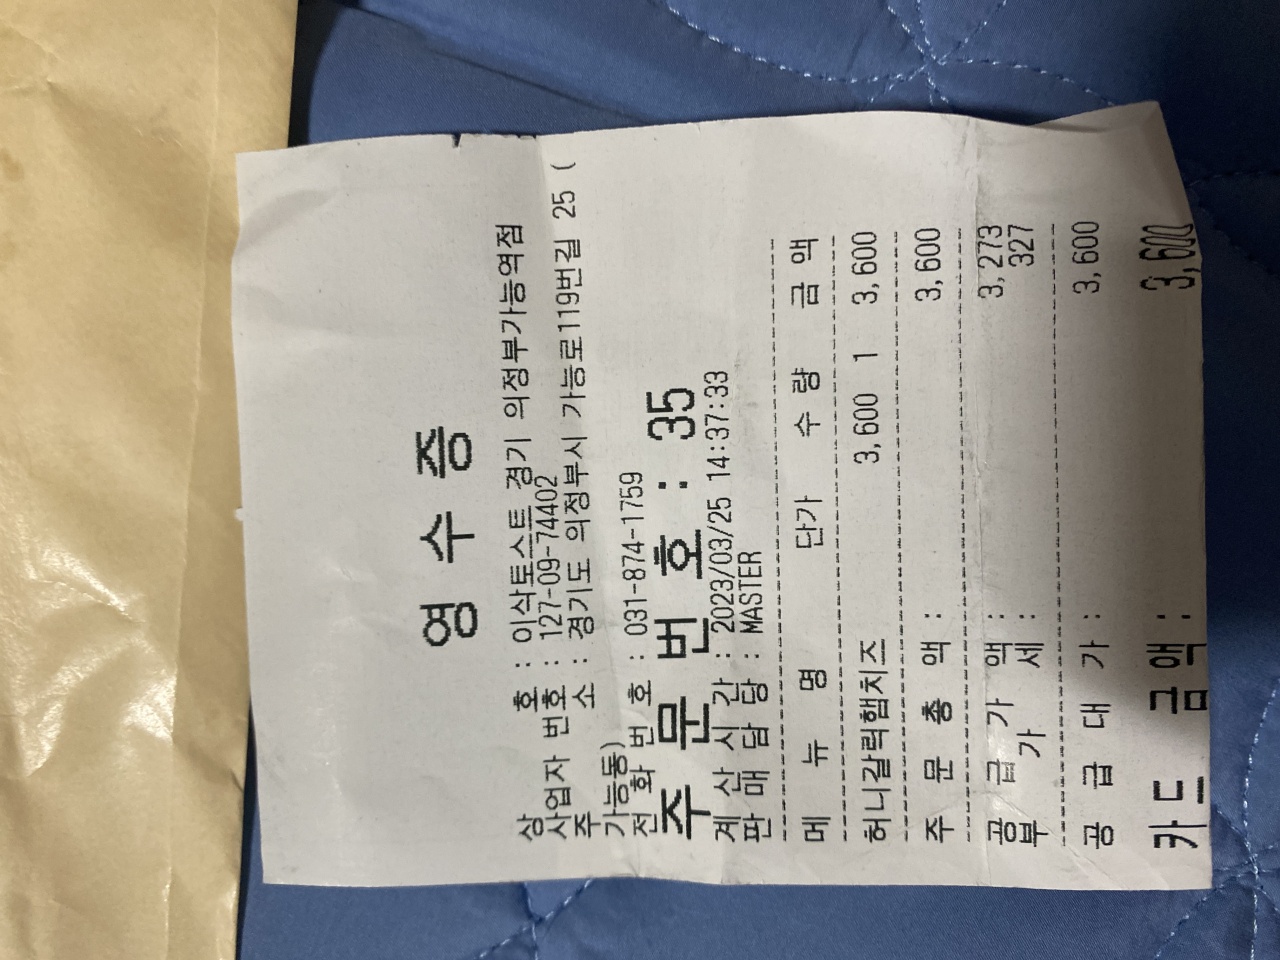 영 수 증
상 호 : 이삭토스트 경기 의정부가능역점
사업자 번호 : 127-09-74402
주 소 : 경기도 의정부시 가능로119번길 25 (
가능동)
전 화 번 호 : 031-874-1759
주 문 번 호 : 35
계 산 시 간 : 2023/03/25 14:37:33
판 매 담 당 : MASTER
메 뉴 명 단가 수 량 금 액
허니갈릭햄치즈 3,600 1 3,600
주 문 총 액 : 3,600
공 급 가 액 : 3,273
부 가 세 : 327
공 급 대 가 : 3,600
카 드 금 액 : 3,600